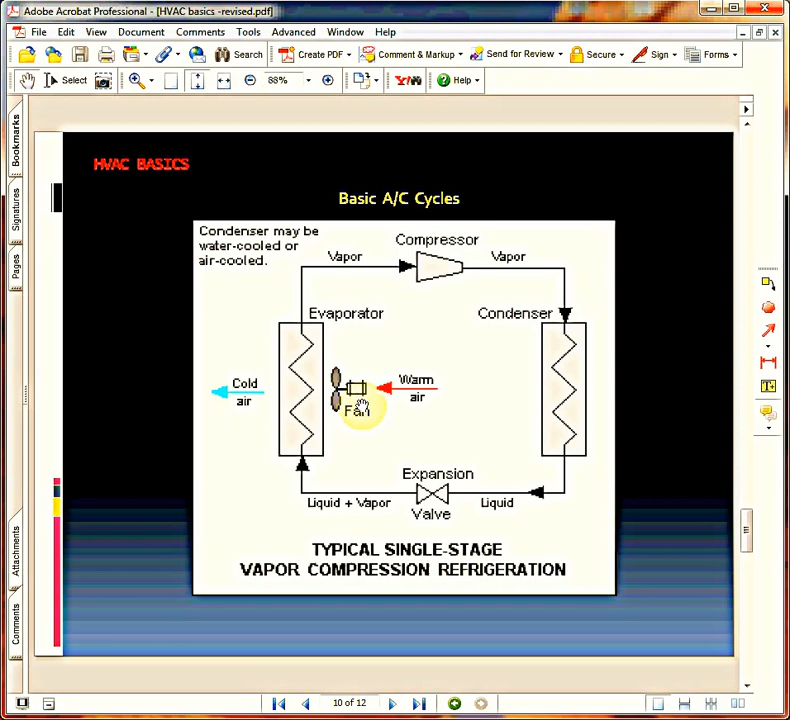 Adobe Acrobat Professional - [HVAC basics -revised.pdf]
File Edit View Document Comments Tools Advanced Window Help
Search Create PDF Comment & Markup Send for Review Secure Sign Forms
Select 88% Y! Help
Bookmarks
Signatures
Pages
Attachments
Comments
HVAC BASICS
Basic A/C Cycles
Condenser may be
water-cooled or
air-cooled.
Compressor
Vapor
Vapor
Evaporator
Condenser
Cold
air
Warm
air
Fan
Expansion
Valve
Liquid + Vapor
Liquid
TYPICAL SINGLE-STAGE
VAPOR COMPRESSION REFRIGERATION
10 of 12